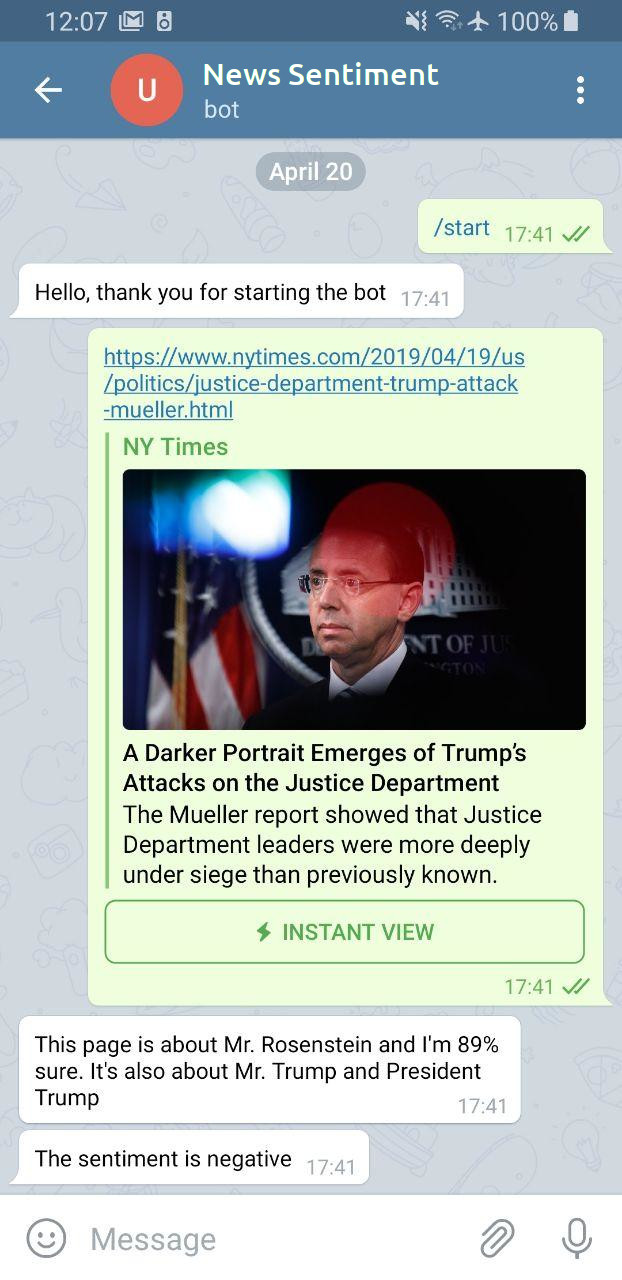 12:07 100%
U News Sentiment
bot
April 20
/start 17:41
Hello, thank you for starting the bot 17:41
https://www.nytimes.com/2019/04/19/us
/politics/justice-department-trump-attack
-mueller.html
NY Times
NT OF JUS
NGTON
A Darker Portrait Emerges of Trump’s
Attacks on the Justice Department
The Mueller report showed that Justice
Department leaders were more deeply
under siege than previously known.
INSTANT VIEW
17:41
This page is about Mr. Rosenstein and I'm 89%
sure. It's also about Mr. Trump and President
Trump
17:41
The sentiment is negative 17:41
Message